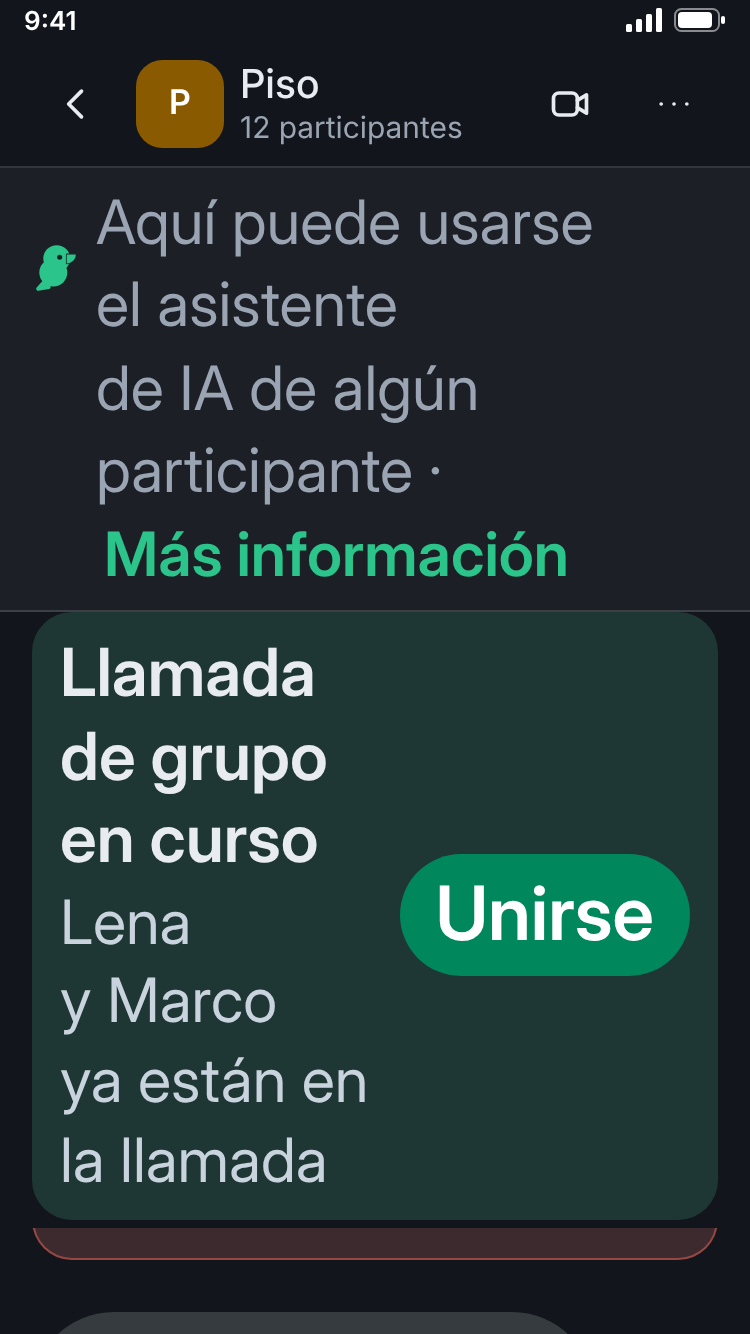 9:41
P
Piso
12 participantes
Aquí puede usarse
el asistente
de IA de algún
participante ·
Más información
Llamada
de grupo
en curso
Lena
y Marco
ya están en
la llamada
Unirse